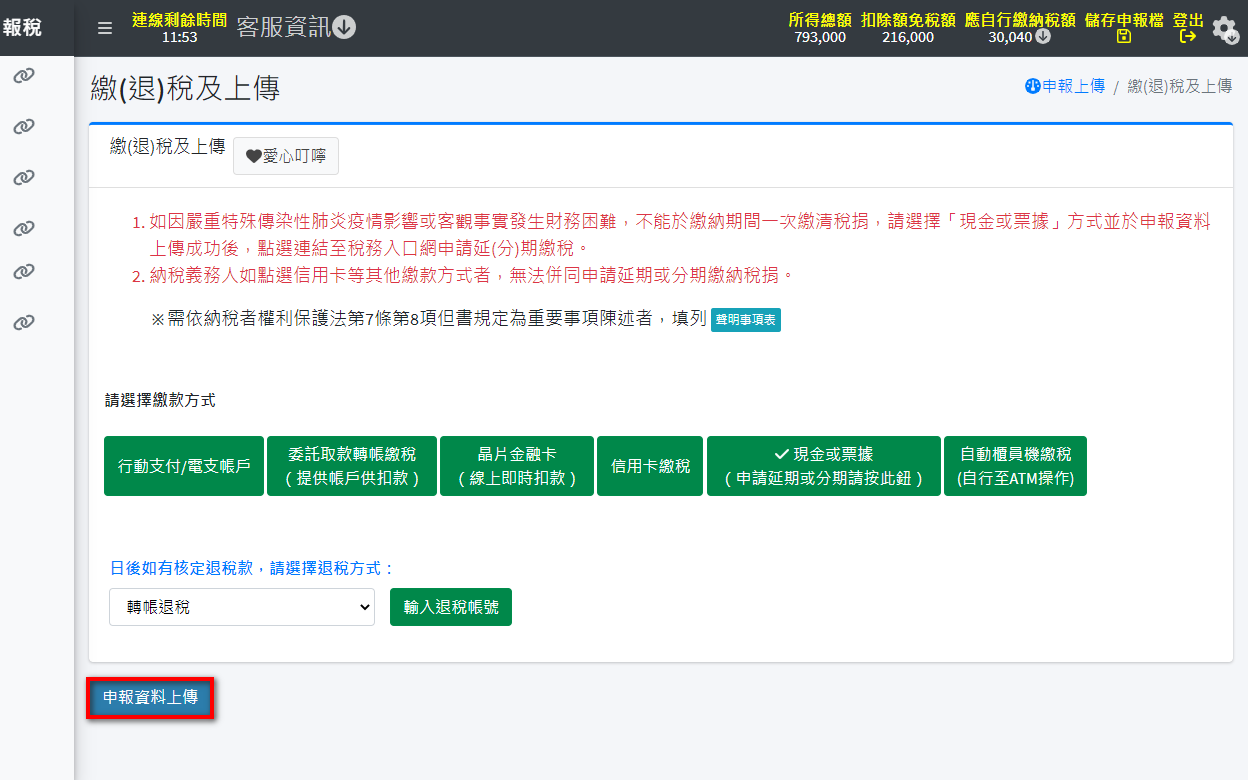 報稅
連線剩餘時間
11:53
客服資訊
所得總額
793,000
扣除額免稅額
216,000
應自行繳納稅額
30,040
儲存申報檔
登出
繳(退)稅及上傳
申報上傳 / 繳(退)稅及上傳
繳(退)稅及上傳
愛心叮嚀
1. 如因嚴重特殊傳染性肺炎疫情影響或客觀事實發生財務困難，不能於繳納期間一次繳清稅捐，請選擇「現金或票據」方式並於申報資料
上傳成功後，點選連結至稅務入口網申請延(分)期繳稅。
2. 納稅義務人如點選信用卡等其他繳款方式者，無法併同申請延期或分期繳納稅捐。
※需依納稅者權利保護法第7條第8項但書規定為重要事項陳述者，填列 聲明事項表
請選擇繳款方式
行動支付/電支帳戶
委託取款轉帳繳稅
(提供帳戶供扣款)
晶片金融卡
(線上即時扣款)
信用卡繳稅
現金或票據
(申請延期或分期請按此鈕)
自動櫃員機繳稅
(自行至ATM操作)
日後如有核定退稅款，請選擇退稅方式：
轉帳退稅
輸入退稅帳號
申報資料上傳